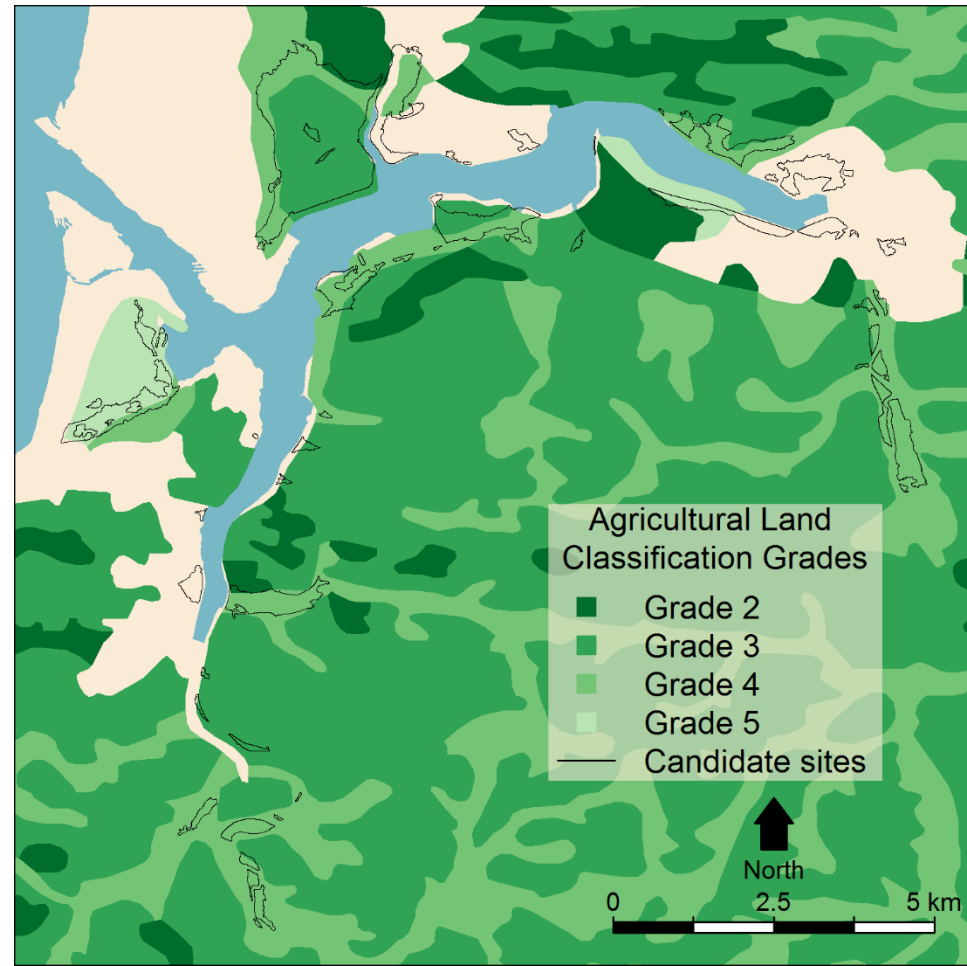 Agricultural Land
Classification Grades
Grade 2
Grade 3
Grade 4
Grade 5
Candidate sites
North
0 2.5 5 km